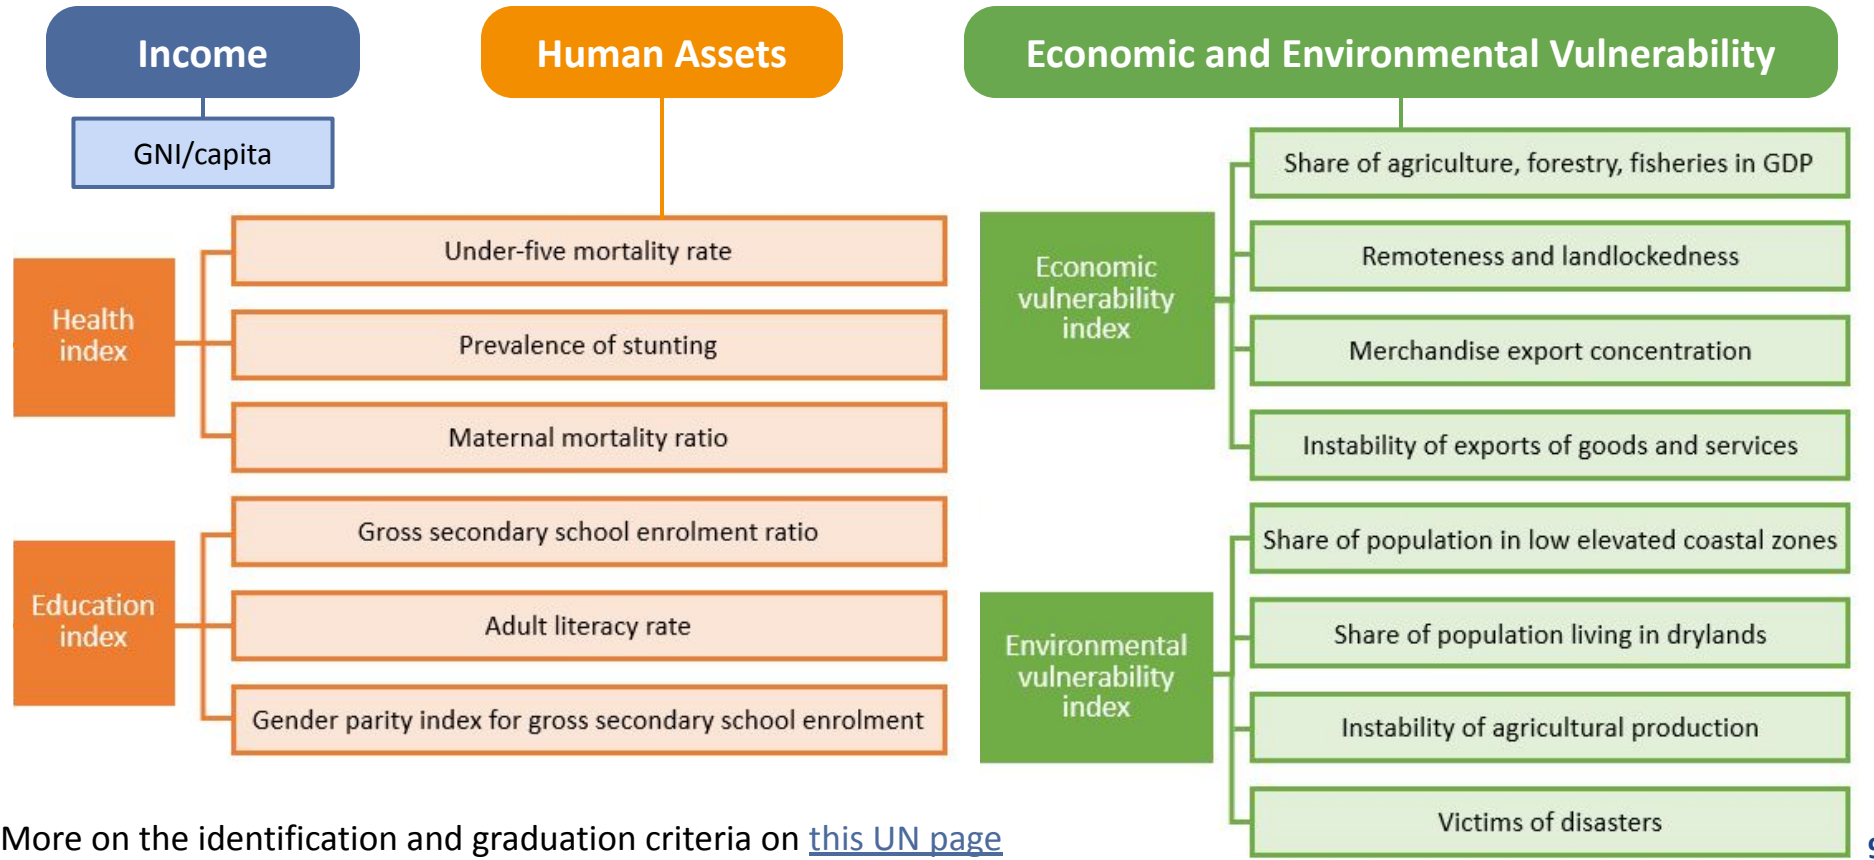 Income
GNI/capita
Human Assets
Health
index
Under-five mortality rate
Prevalence of stunting
Maternal mortality ratio
Education
index
Gross secondary school enrolment ratio
Adult literacy rate
Gender parity index for gross secondary school enrolment
Economic and Environmental Vulnerability
Economic
vulnerability
index
Share of agriculture, forestry, fisheries in GDP
Remoteness and landlockedness
Merchandise export concentration
Instability of exports of goods and services
Environmental
vulnerability
index
Share of population in low elevated coastal zones
Share of population living in drylands
Instability of agricultural production
Victims of disasters
More on the identification and graduation criteria on this UN page